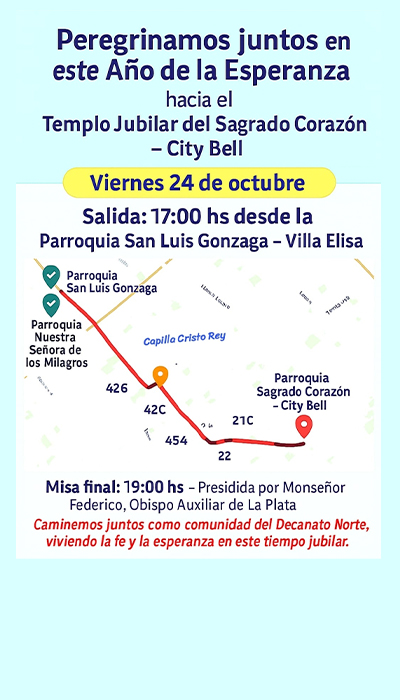 Peregrinamos juntos en
este Año de la Esperanza
hacia el
Templo Jubilar del Sagrado Corazón
– City Bell
Viernes 24 de octubre
Salida: 17:00 hs desde la
Parroquia San Luis Gonzaga – Villa Elisa
Parroquia
San Luis Gonzaga
Parroquia
Nuestra
Señora de
los Milagros
Capilla Cristo Rey
Parroquia
Sagrado Corazón
– City Bell
426
42C
21C
454
22
Misa final: 19:00 hs – Presidida por Monseñor
Federico, Obispo Auxiliar de La Plata
Caminemos juntos como comunidad del Decanato Norte,
viviendo la fe y la esperanza en este tiempo jubilar.